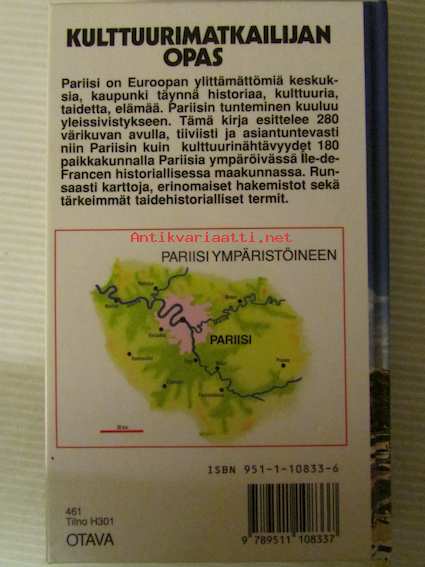 KULTTUURIMATKAILIJAN
OPAS
Pariisi on Euroopan ylittämättömiä keskuk-
sia, kaupunki täynnä historiaa, kulttuuria,
taidetta, elämää. Pariisin tunteminen kuuluu
yleissivistykseen. Tämä kirja esittelee 280
värikuvan avulla, tiiviisti ja asiantuntevasti
niin Pariisin kuin kulttuurinähtävyydet 180
paikkakunnalla Pariisia ympäröivässä Île-de-
Francen historiallisessa maakunnassa. Run-
saasti karttoja, erinomaiset hakemistot sekä
tärkeimmät taidehistorialliset termit.
Antikvariaatti.net
PARIISI YMPÄRISTÖINEEN
PARIISI
ISBN 951-1-10833-6
461
Tilno H301
OTAVA
9 789511 108337